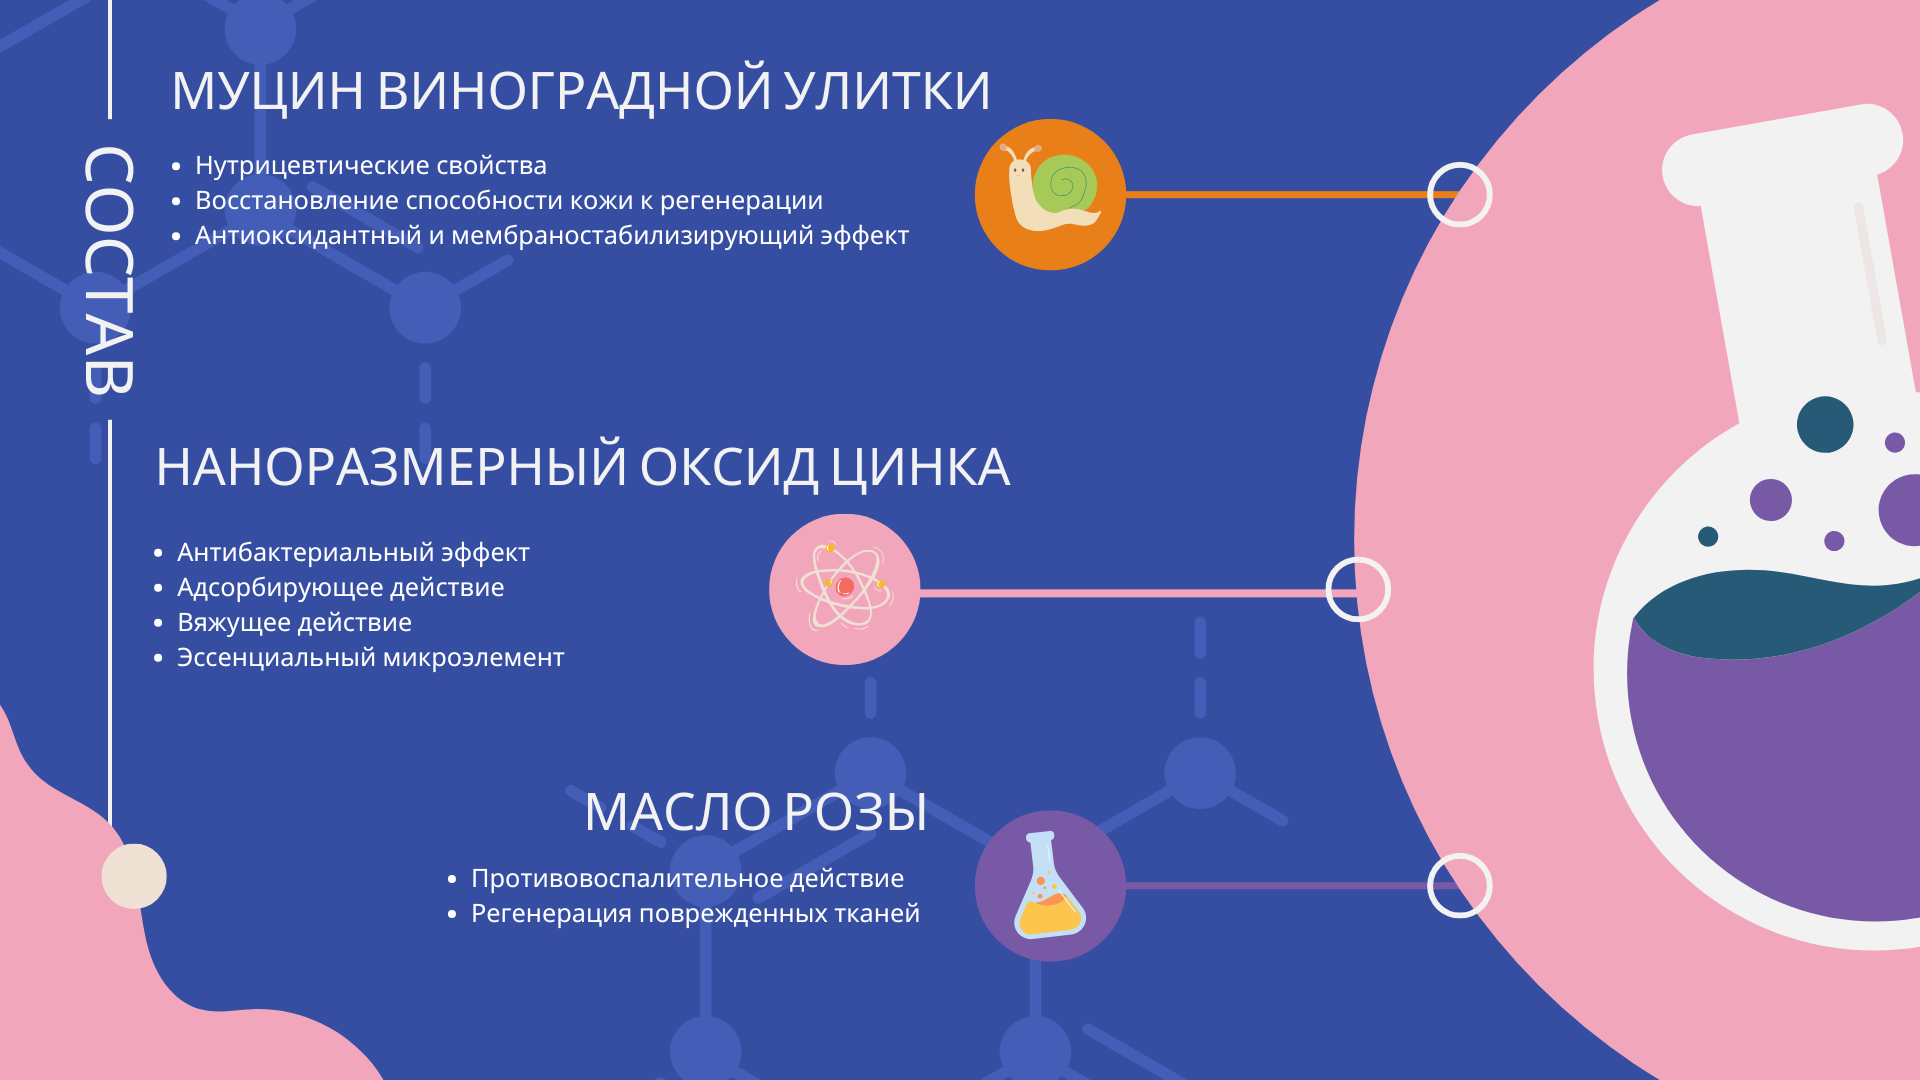 СОСТАВ
МУЦИН ВИНОГРАДНОЙ УЛИТКИ
• Нутрицевтические свойства
• Восстановление способности кожи к регенерации
• Антиоксидантный и мембраностабилизирующий эффект
НАНОРАЗМЕРНЫЙ ОКСИД ЦИНКА
• Антибактериальный эффект
• Адсорбирующее действие
• Вяжущее действие
• Эссенциальный микроэлемент
МАСЛО РОЗЫ
• Противовоспалительное действие
• Регенерация поврежденных тканей